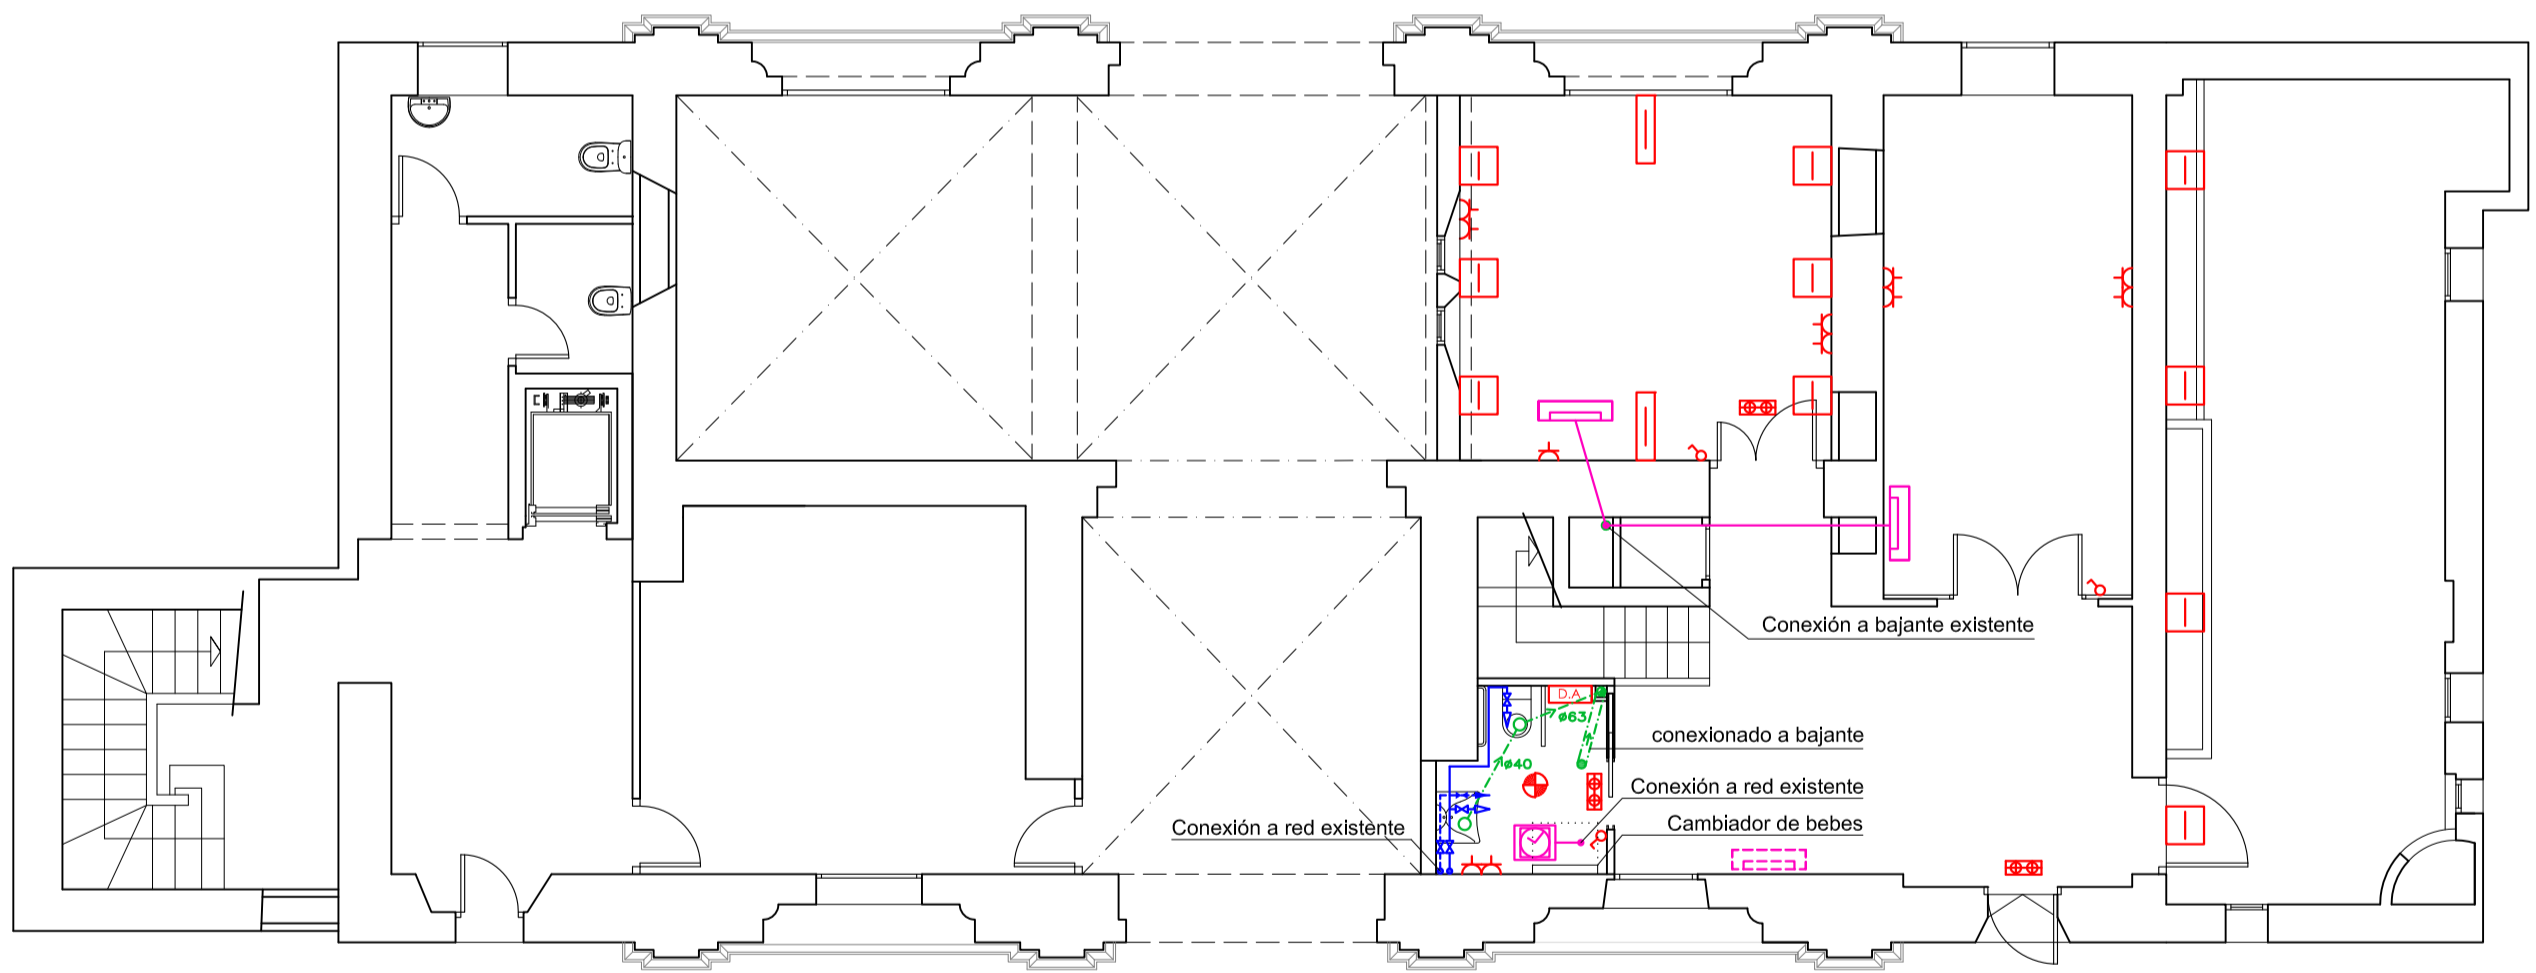 Conexión a bajante existente
D.A
ø63
conexionado a bajante
ø40
Conexión a red existente
Cambiador de bebes
Conexión a red existente